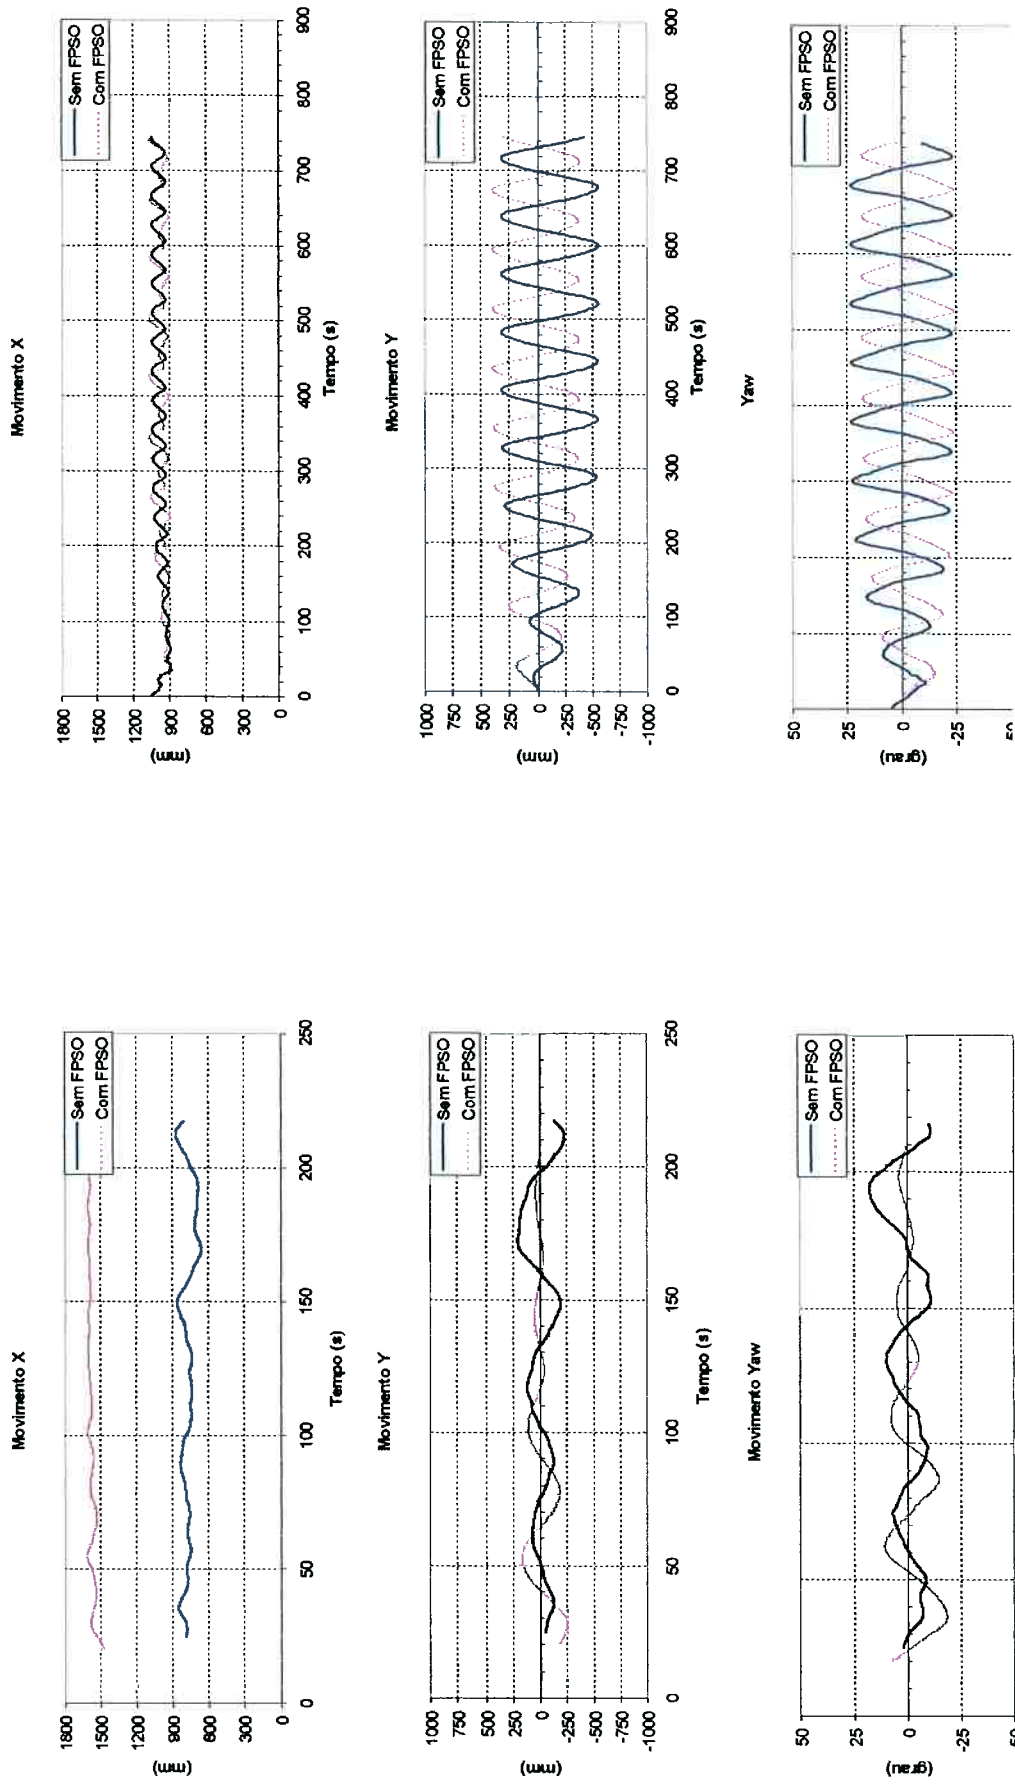 Movimento X
1800
1500
1200
900
600
300
0
(mm)
Sem FPSO
Com FPSO
0 50 100 150 200 250
Tempo (s)
Movimento Y
1000
750
500
250
0
-250
-500
-750
-1000
(mm)
Sem FPSO
Com FPSO
0 50 100 150 200 250
Tempo (s)
Movimento Yaw
50
25
0
-25
50
(grau)
Sem FPSO
Com FPSO
Movimento X
1800
1500
1200
900
600
300
0
(mm)
Sem FPSO
Com FPSO
0 100 200 300 400 500 600 700 800 900
Tempo (s)
Movimento Y
1000
750
500
250
0
-250
-500
-750
-1000
(mm)
Sem FPSO
Com FPSO
0 100 200 300 400 500 600 700 800 900
Tempo (s)
Yaw
50
25
0
-25
50
(grau)
Sem FPSO
Com FPSO